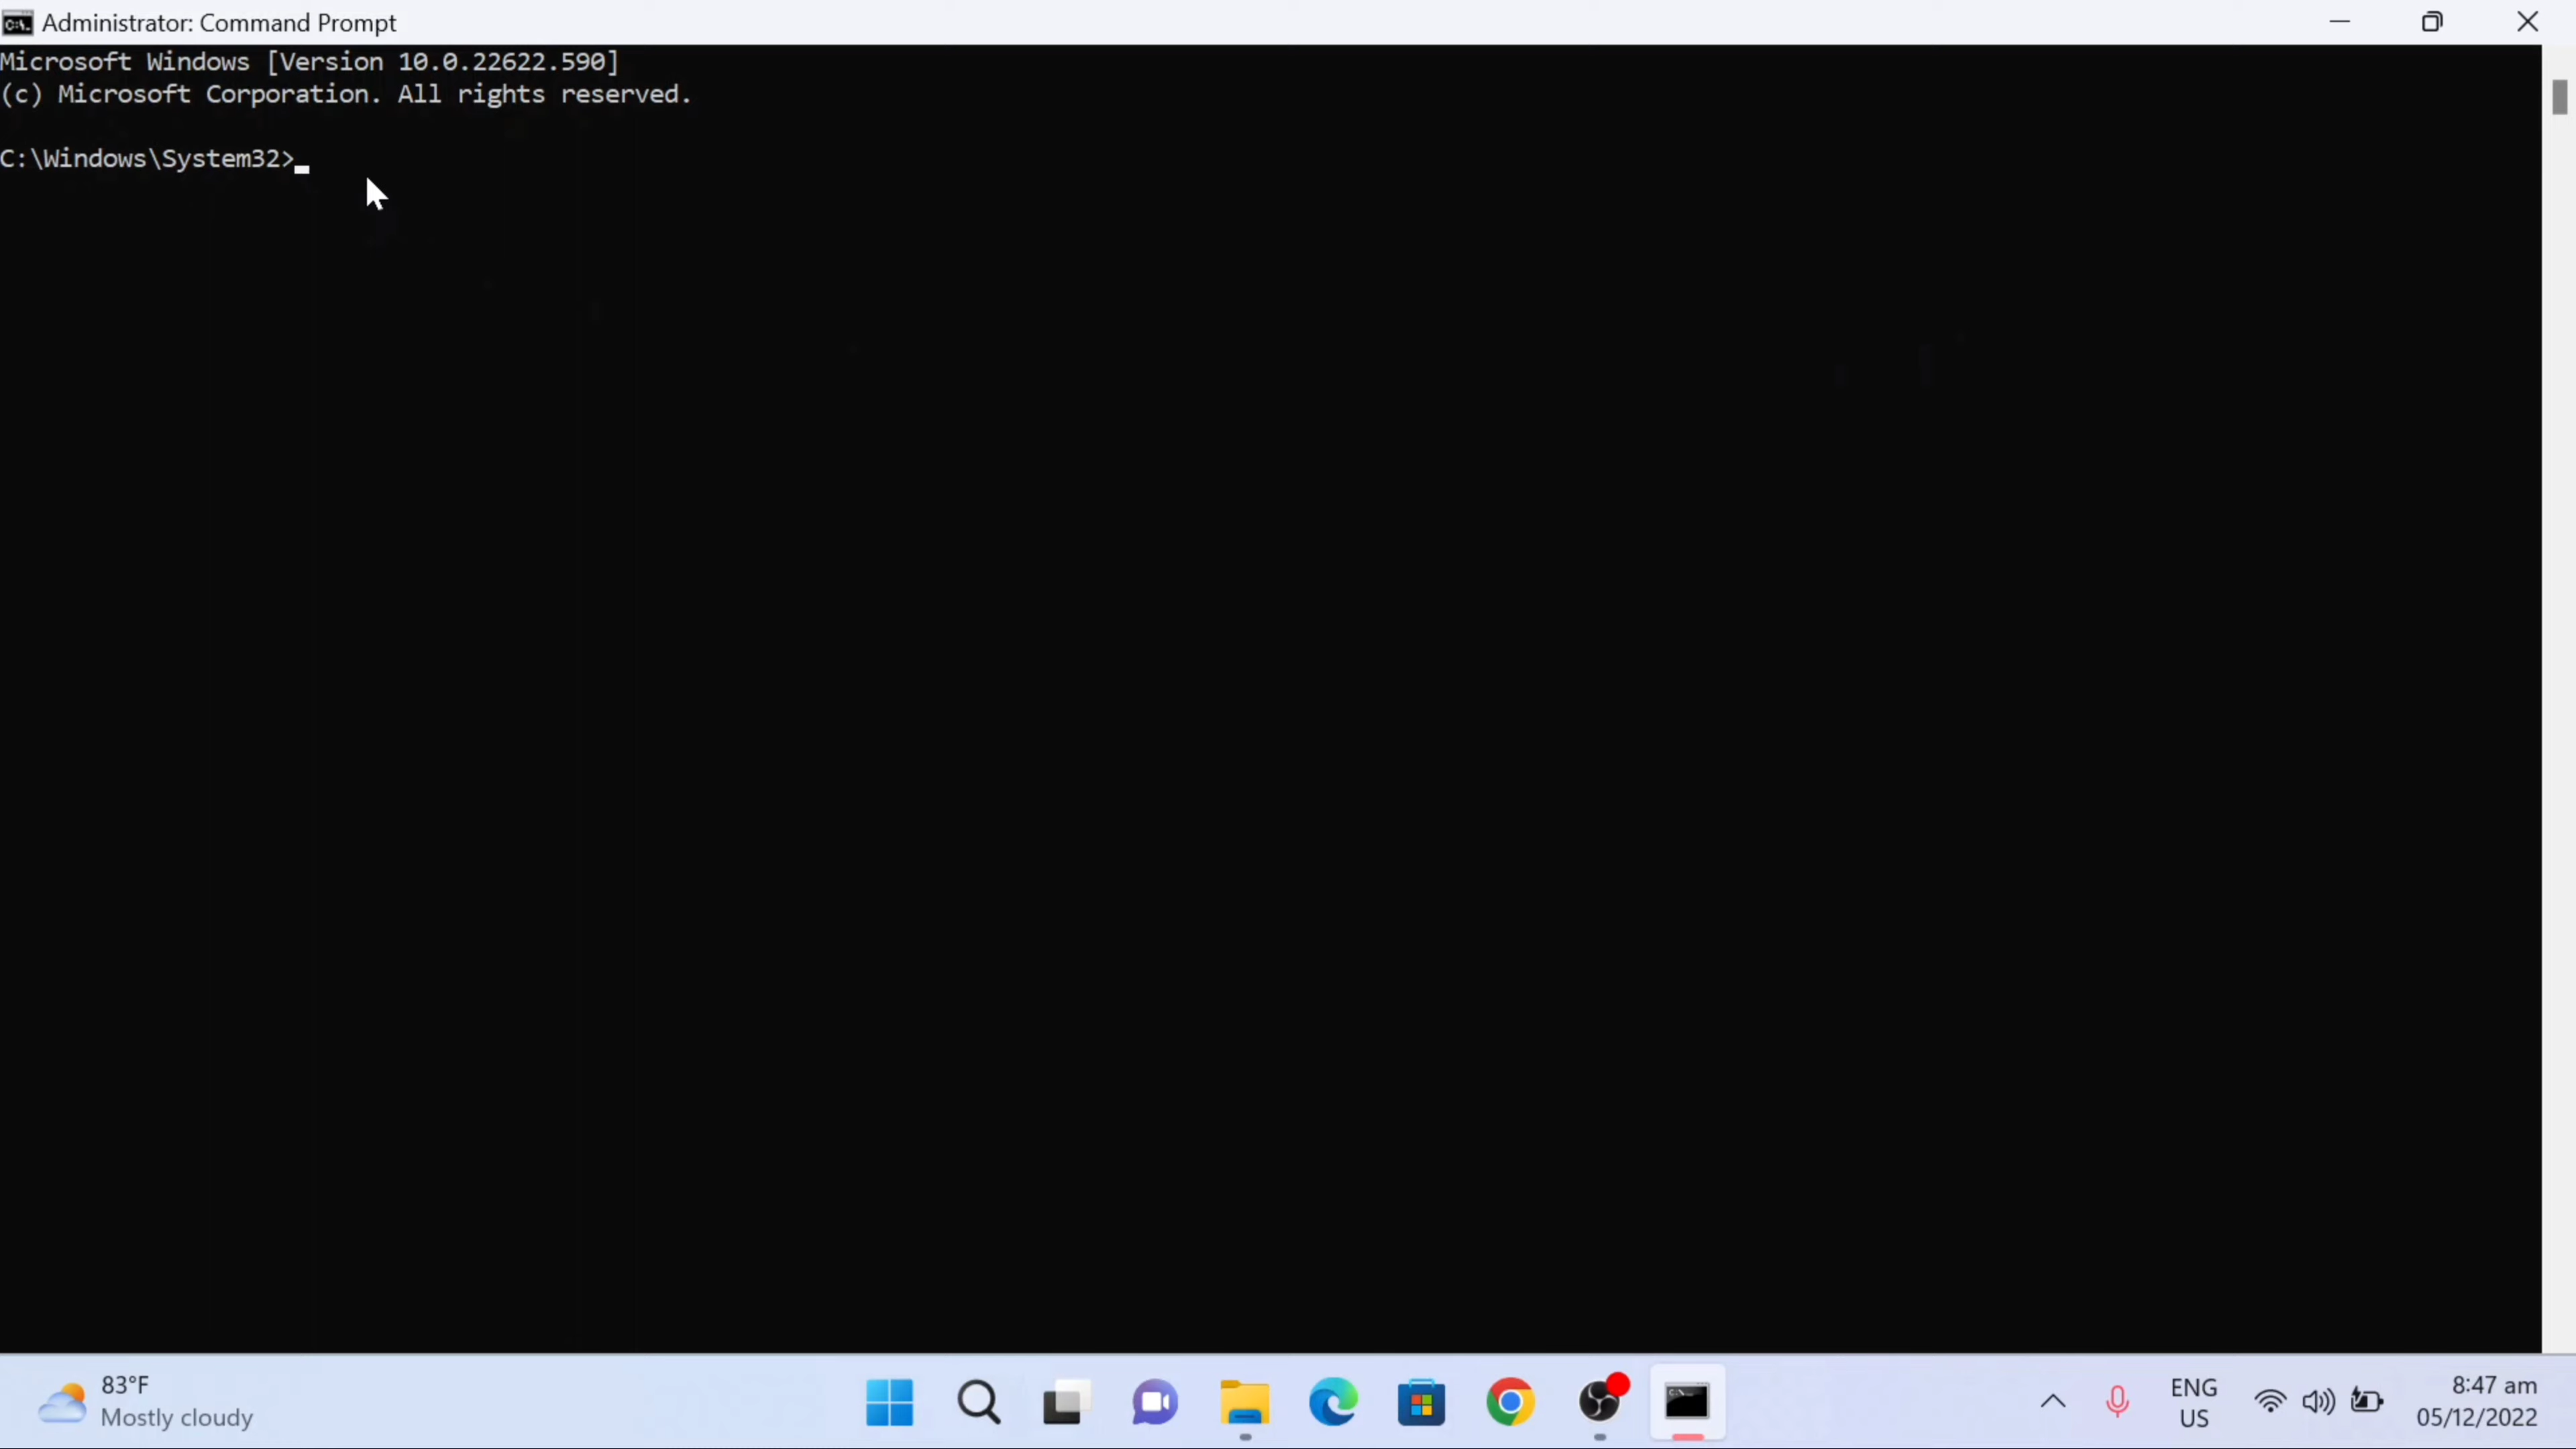 Administrator: Command Prompt
Microsoft Windows [Version 10.0.22622.590]
(c) Microsoft Corporation. All rights reserved.
C:\Windows\System32>
83°F
Mostly cloudy
ENG
US
8:47 am
05/12/2022